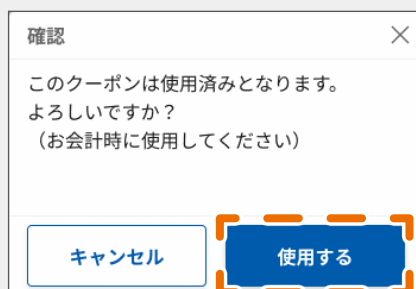 確認
このクーポンは使用済みとなります。
よろしいですか？
（お会計時に使用してください）
キャンセル
使用する